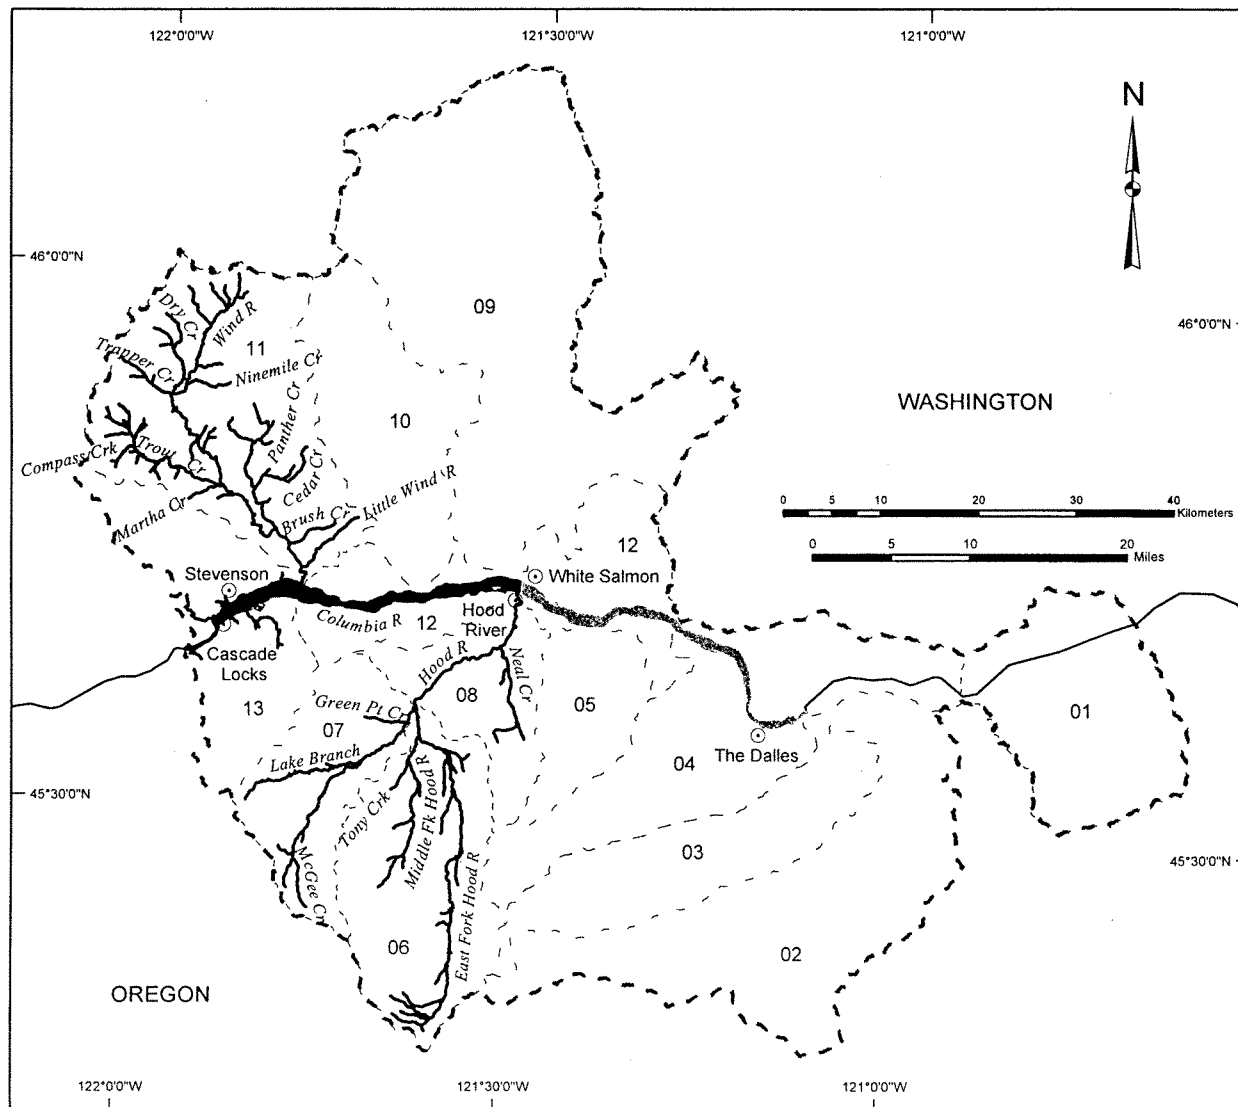 122°0'0"W
121°30'0"W
121°0'0"W
N
46°0'0"N
46°0'0"N
09
Dry Cr
Wind R
11
Trapper Cr
Ninemile Cr
WASHINGTON
10
Panther Cr
Compass Crk
Trout Cr
Cedar Cr
Little Wind R
Martha Cr
Brush Cr
0 5 10 20 30 40
Kilometers
12
0 5 10 20
Miles
Stevenson
White Salmon
Columbia R
12
Hood
River
Cascade
Locks
Hood R
Neal Cr
13
Green Pt Cr
07
08
05
01
The Dalles
Lake Branch
04
45°30'0"N
Tony Crk
Middle Fk Hood R
03
45°30'0"N
McGee Cr
East Fork Hood R
06
02
OREGON
122°0'0"W
121°30'0"W
121°0'0"W